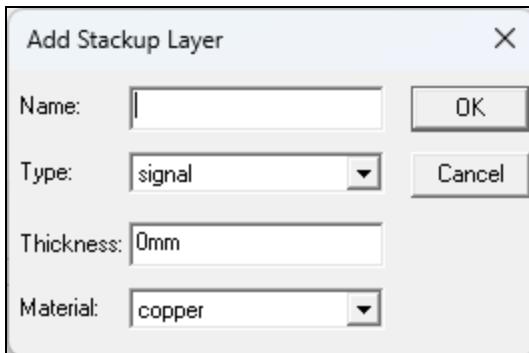 Add Stackup Layer
Name:
OK
Type: signal
Cancel
Thickness: 0mm
Material: copper